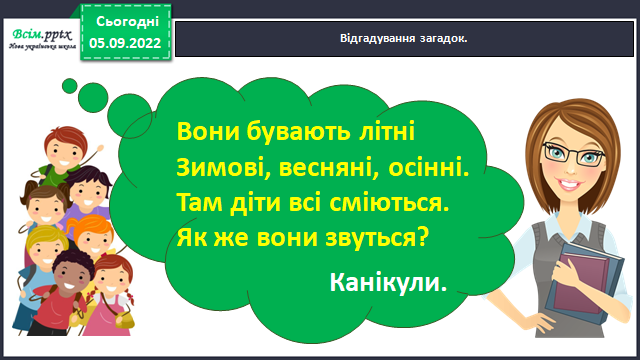 Всім.pptx
Нова українська школа
Сьогодні
05.09.2022
Відгадування загадок.
Вони бувають літні
Зимові, весняні, осінні.
Там діти всі сміються.
Як же вони звуться?
Канікули.